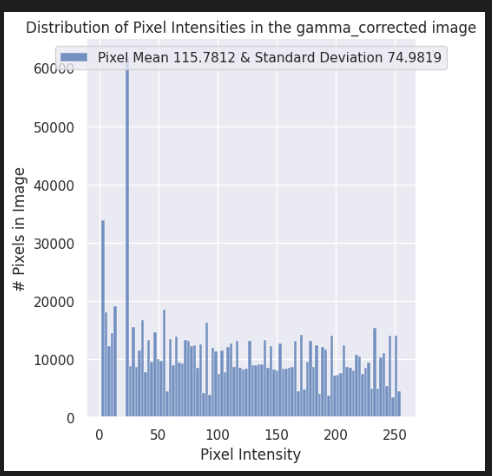 Distribution of Pixel Intensities in the gamma_corrected image
Pixel Mean 115.7812 & Standard Deviation 74.9819
60000
50000
40000
30000
20000
10000
0
# Pixels in Image
0 50 100 150 200 250
Pixel Intensity